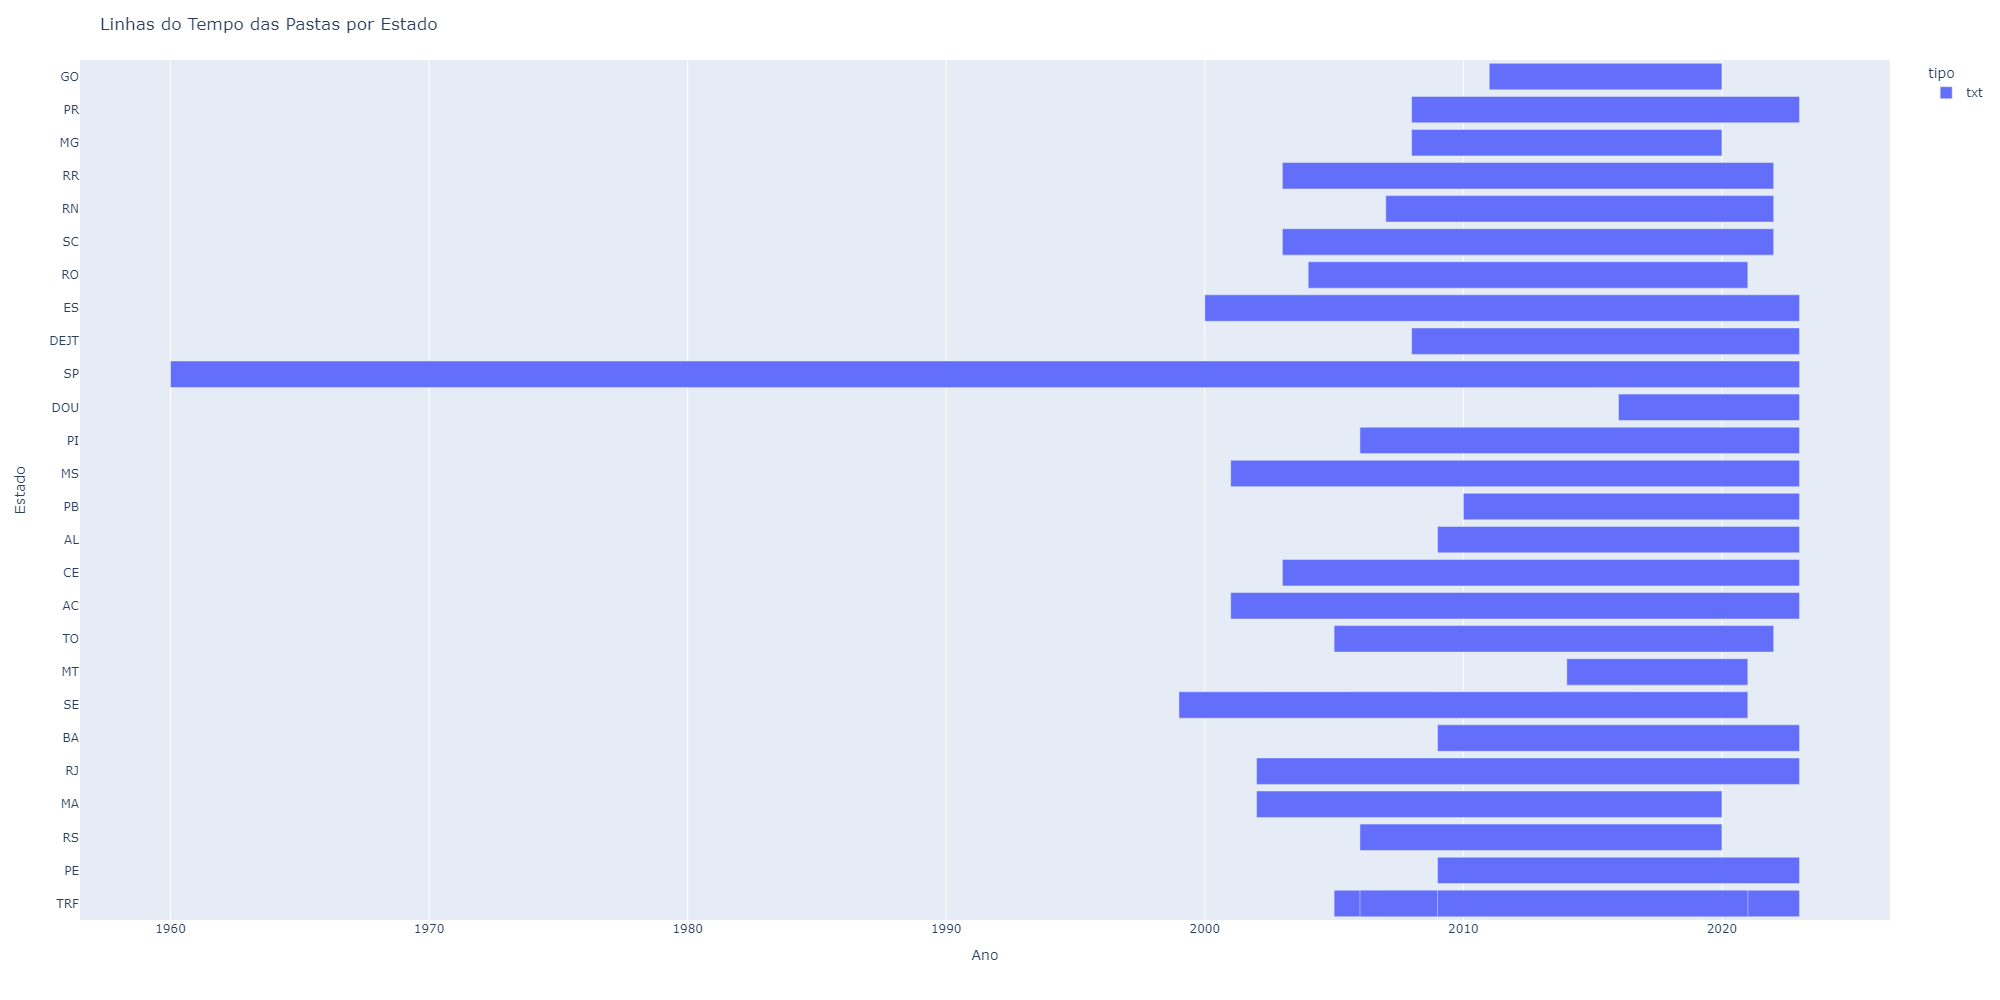 Linhas do Tempo das Pastas por Estado
tipo
txt
Estado
GO
PR
MG
RR
RN
SC
RO
ES
DEJT
SP
DOU
PI
MS
PB
AL
CE
AC
TO
MT
SE
BA
RJ
MA
RS
PE
TRF
1960 1970 1980 1990 2000 2010 2020
Ano